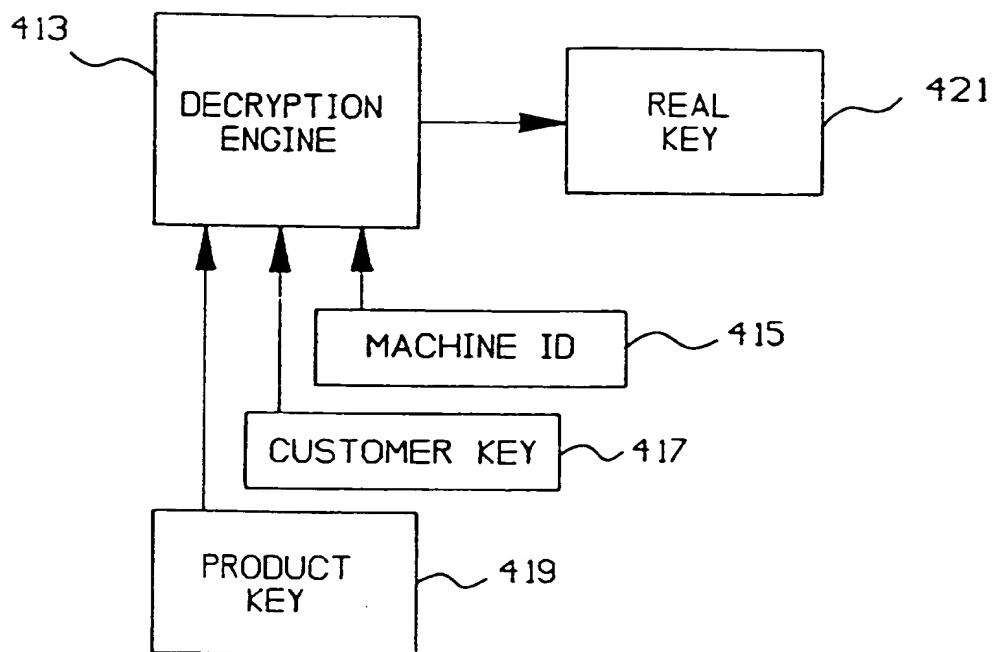 413
DECRYPTION
ENGINE
REAL
KEY
421
MACHINE ID
415
CUSTOMER KEY
417
PRODUCT
KEY
419